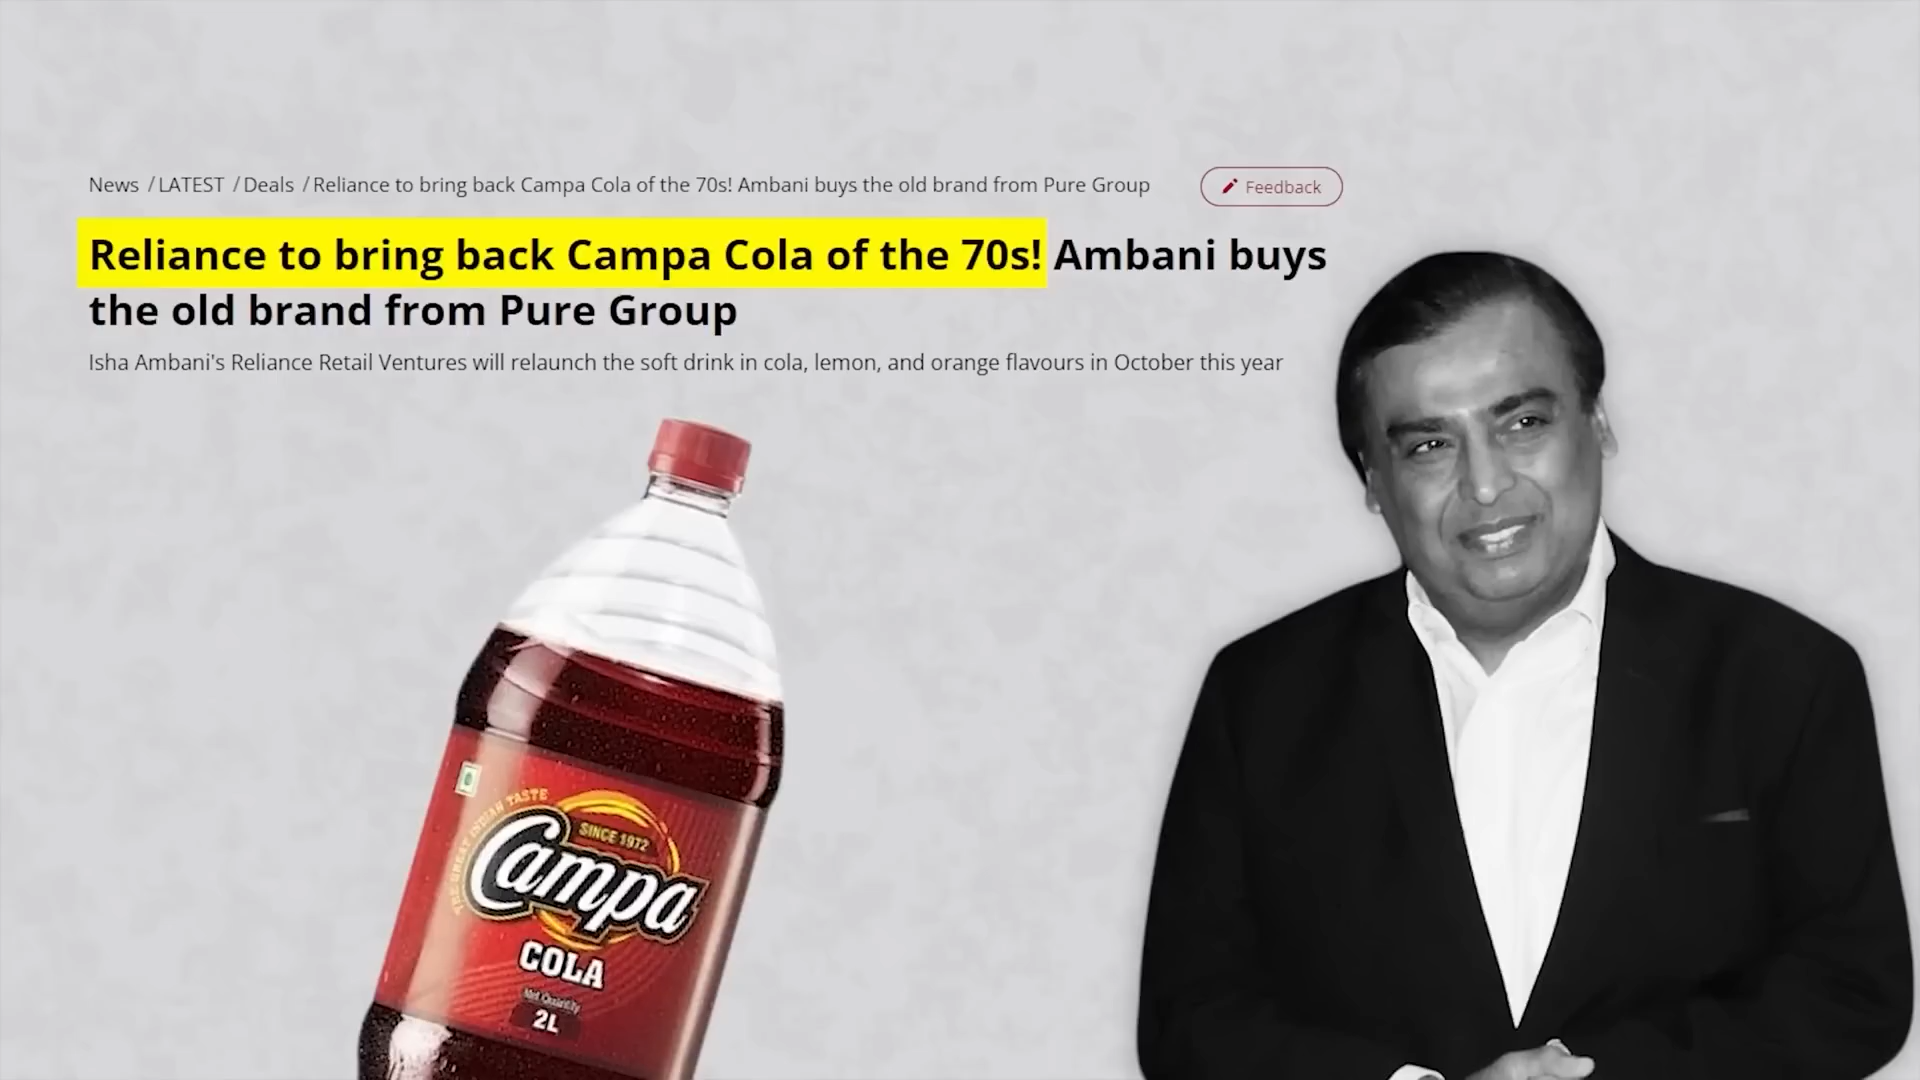 News / LATEST / Deals / Reliance to bring back Campa Cola of the 70s! Ambani buys the old brand from Pure Group
Feedback
Reliance to bring back Campa Cola of the 70s! Ambani buys
the old brand from Pure Group
Isha Ambani's Reliance Retail Ventures will relaunch the soft drink in cola, lemon, and orange flavours in October this year
THE GREAT INDIAN TASTE
SINCE 1972
Campa
COLA
Net Quantity
2L